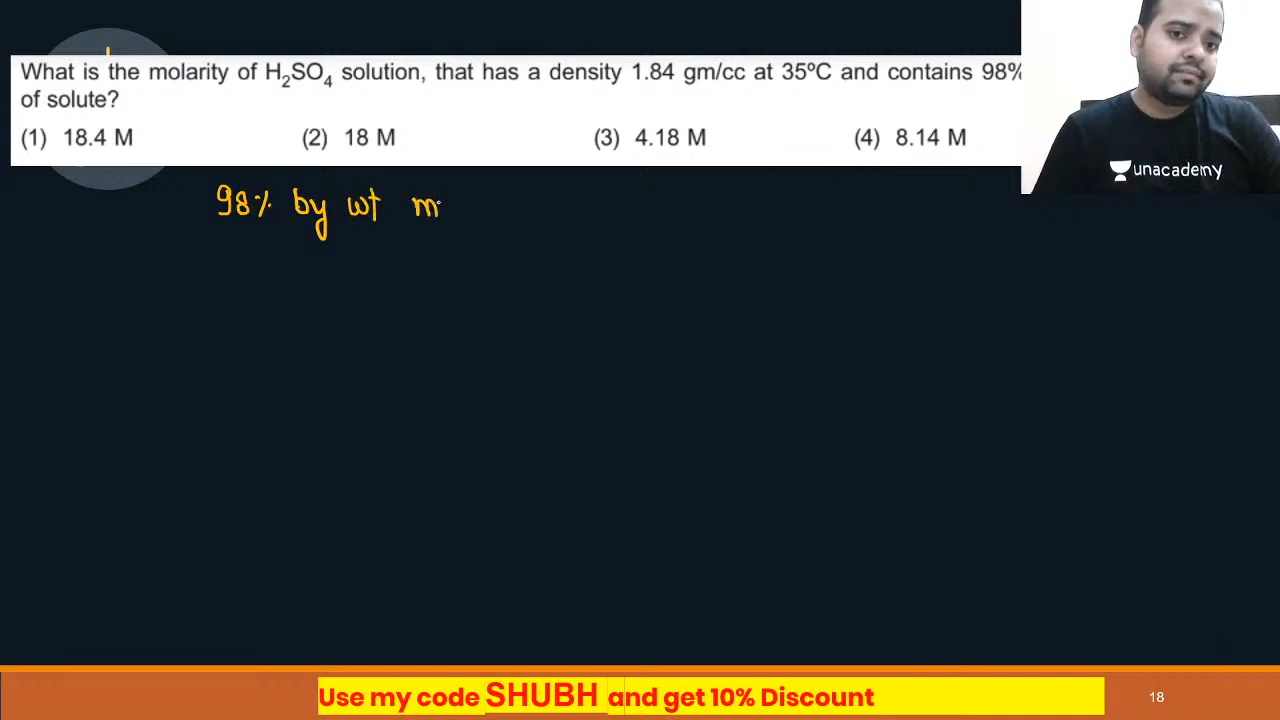 What is the molarity of H₂SO₄ solution, that has a density 1.84 gm/cc at 35ºC and contains 98%
of solute?
(1) 18.4 M (2) 18 M (3) 4.18 M (4) 8.14 M
unacademy
98% by wt m
Use my code SHUBH and get 10% Discount
18